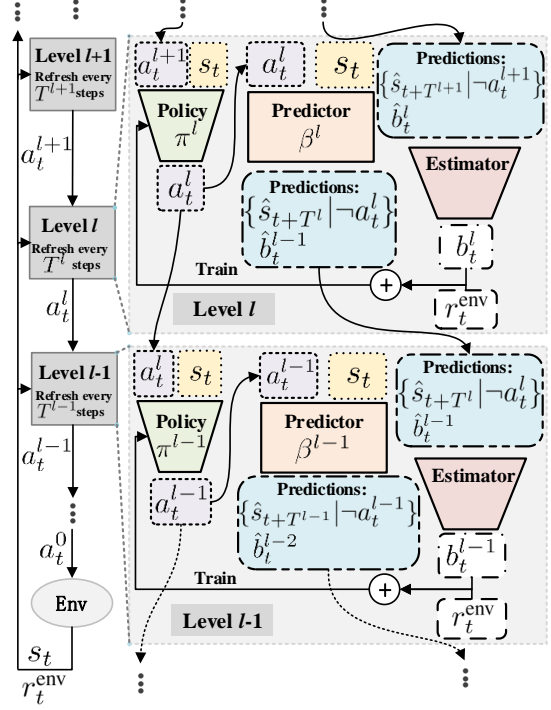 Level l+1
Refresh every
T^{l+1} steps
a_t^{l+1}
Level l
Refresh every
T^l steps
a_t^l
Level l-1
Refresh every
T^{l-1} steps
a_t^{l-1}
a_t^0
Env
s_t
r_t^{env}
a_t^{l+1} s_t
Policy
π^l
a_t^l
a_t^l s_t
Predictor
β^l
Predictions:
{ŝ_{t+T^l}|¬a_t^l}
b̂_t^{l-1}
Predictions:
{ŝ_{t+T^{l+1}}|¬a_t^{l+1}}
b̂_t^l
Estimator
b_t^l
r_t^{env}
+
Train
Level l
a_t^l s_t
Policy
π^{l-1}
a_t^{l-1}
a_t^{l-1} s_t
Predictor
β^{l-1}
Predictions:
{ŝ_{t+T^{l-1}}|¬a_t^{l-1}}
b̂_t^{l-2}
Predictions:
{ŝ_{t+T^l}|¬a_t^l}
b̂_t^{l-1}
Estimator
b_t^{l-1}
r_t^{env}
+
Train
Level l-1